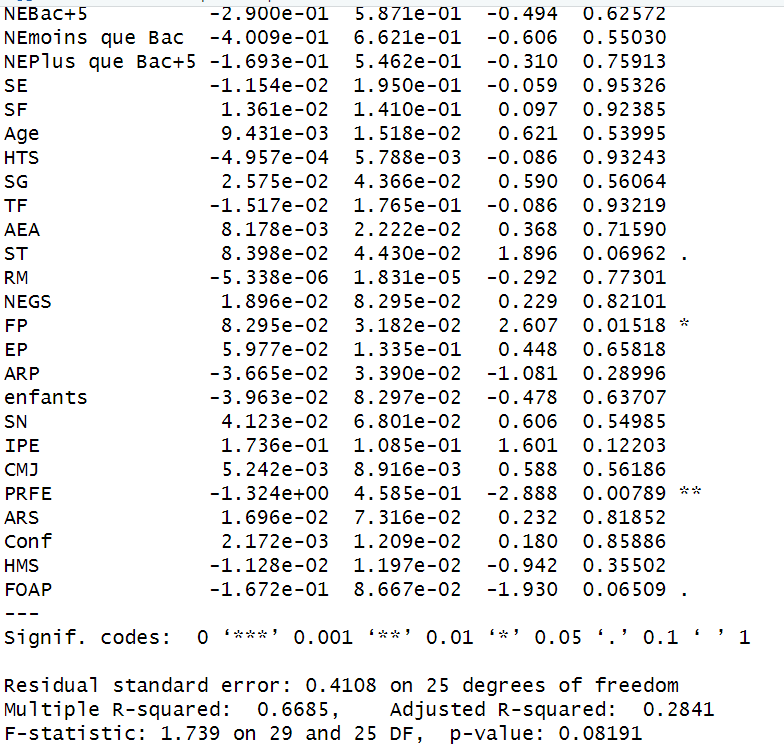 NEBac+5 -2.900e-01 5.871e-01 -0.494 0.62572
NEmoins que Bac -4.009e-01 6.621e-01 -0.606 0.55030
NEPlus que Bac+5 -1.693e-01 5.462e-01 -0.310 0.75913
SE -1.154e-02 1.950e-01 -0.059 0.95326
SF 1.361e-02 1.410e-01 0.097 0.92385
Age 9.431e-03 1.518e-02 0.621 0.53995
HTS -4.957e-04 5.788e-03 -0.086 0.93243
SG 2.575e-02 4.366e-02 0.590 0.56064
TF -1.517e-02 1.765e-01 -0.086 0.93219
AEA 8.178e-03 2.222e-02 0.368 0.71590
ST 8.398e-02 4.430e-02 1.896 0.06962 .
RM -5.338e-06 1.831e-05 -0.292 0.77301
NEGS 1.896e-02 8.295e-02 0.229 0.82101
FP 8.295e-02 3.182e-02 2.607 0.01518 *
EP 5.977e-02 1.335e-01 0.448 0.65818
ARP -3.665e-02 3.390e-02 -1.081 0.28996
enfants -3.963e-02 8.297e-02 -0.478 0.63707
SN 4.123e-02 6.801e-02 0.606 0.54985
IPE 1.736e-01 1.085e-01 1.601 0.12203
CMJ 5.242e-03 8.916e-03 0.588 0.56186
PRFE -1.324e+00 4.585e-01 -2.888 0.00789 **
ARS 1.696e-02 7.316e-02 0.232 0.81852
Conf 2.172e-03 1.209e-02 0.180 0.85886
HMS -1.128e-02 1.197e-02 -0.942 0.35502
FOAP -1.672e-01 8.667e-02 -1.930 0.06509 .
---
Signif. codes: 0 ‘***’ 0.001 ‘**’ 0.01 ‘*’ 0.05 ‘.’ 0.1 ‘ ’ 1
Residual standard error: 0.4108 on 25 degrees of freedom
Multiple R-squared: 0.6685, Adjusted R-squared: 0.2841
F-statistic: 1.739 on 29 and 25 DF, p-value: 0.08191